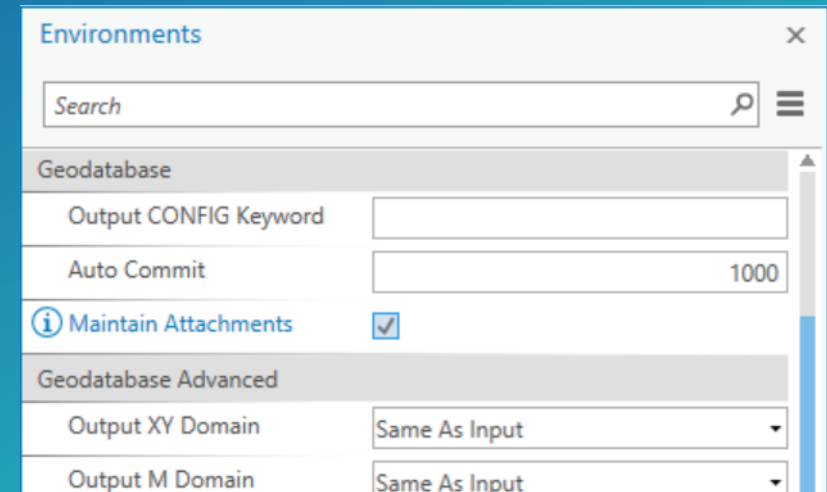 Environments
Search
Geodatabase
Output CONFIG Keyword
Auto Commit 1000
Maintain Attachments
Geodatabase Advanced
Output XY Domain Same As Input
Output M Domain Same As Input